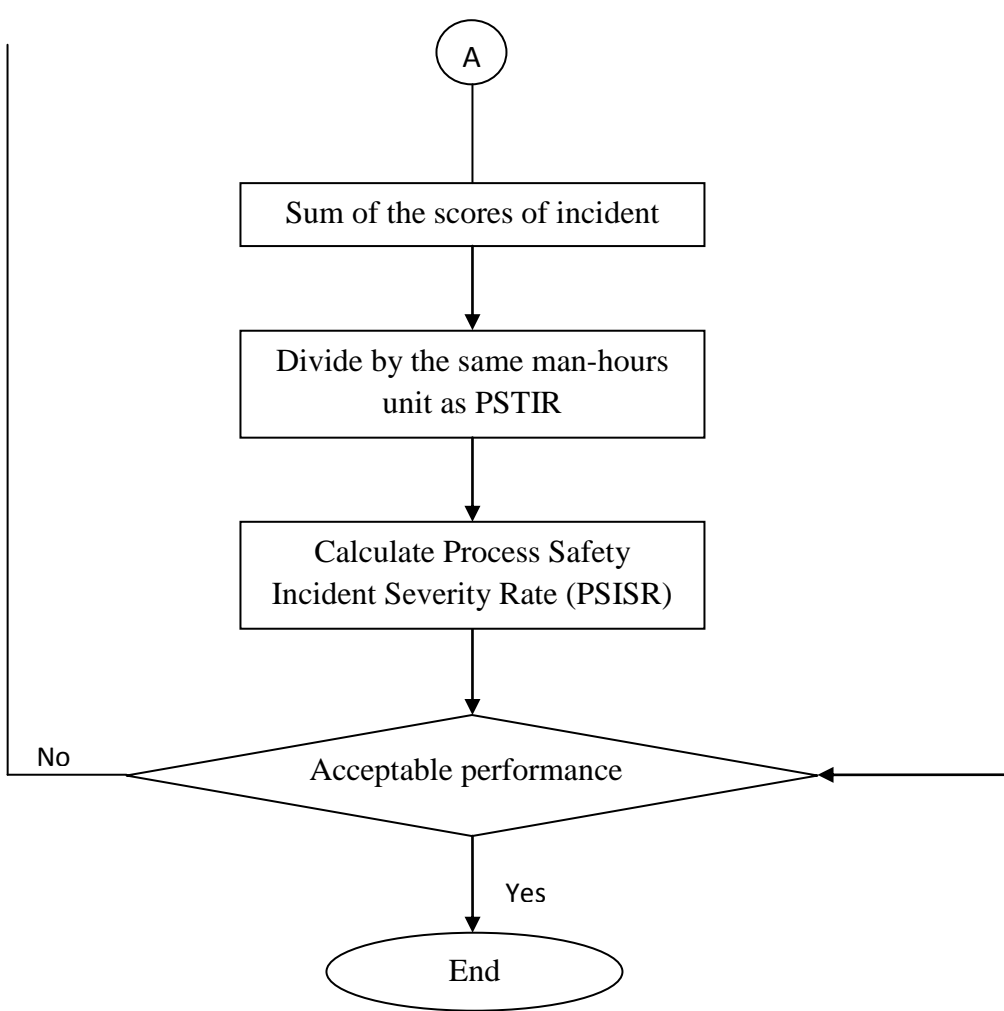 A
Sum of the scores of incident
Divide by the same man-hours
unit as PSTIR
Calculate Process Safety
Incident Severity Rate (PSISR)
No
Acceptable performance
Yes
End